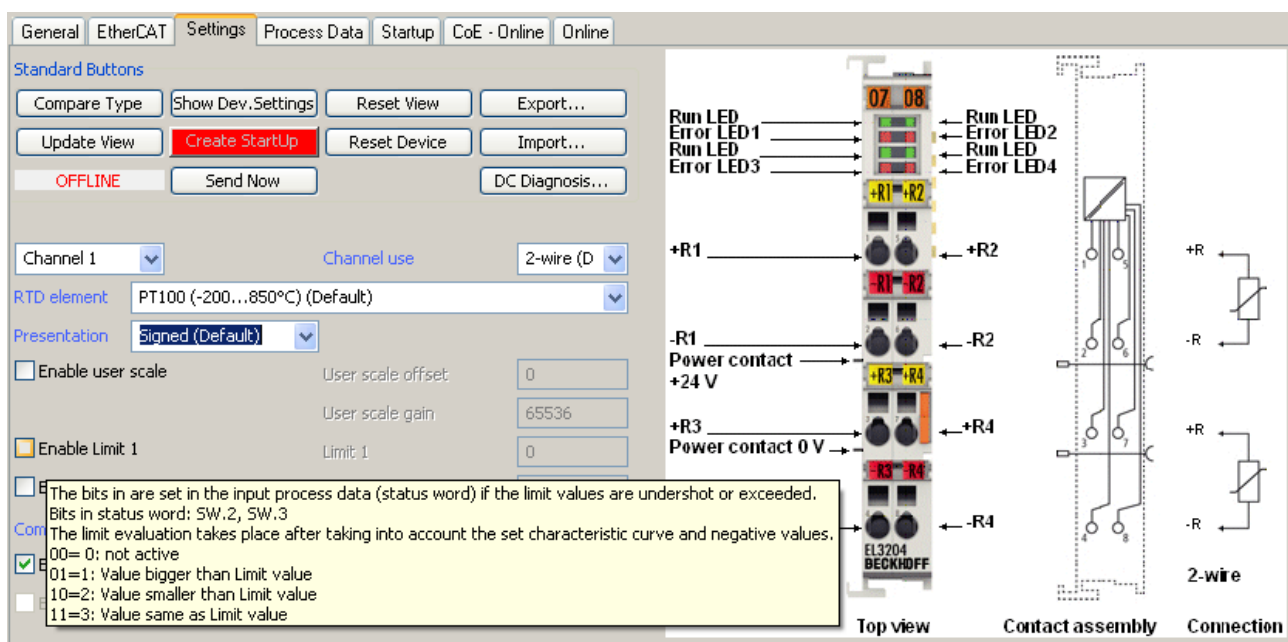 General EtherCAT Settings Process Data Startup CoE - Online Online
Standard Buttons
Compare Type Show Dev.Settings Reset View Export...
Update View Create StartUp Reset Device Import...
OFFLINE Send Now DC Diagnosis...
Channel 1 Channel use 2-wire (D
RTD element PT100 (-200...850°C) (Default)
Presentation Signed (Default)
Enable user scale User scale offset 0
User scale gain 65536
Enable Limit 1 Limit 1 0
The bits in are set in the input process data (status word) if the limit values are undershot or exceeded.
Bits in status word: SW.2, SW.3
The limit evaluation takes place after taking into account the set characteristic curve and negative values.
00= 0: not active
01=1: Value bigger than Limit value
10=2: Value smaller than Limit value
11=3: Value same as Limit value
07 08
Run LED Run LED
Error LED1 Error LED2
Run LED Run LED
Error LED3 Error LED4
+R1 +R2
+R1 +R2
-R1 -R2
-R1 -R2
Power contact
+24 V
+R3 +R4
+R3 +R4
Power contact 0 V
-R3 -R4
-R4
EL3204
BECKHOFF
Top view
1 5
2 6
3 7
4 8
Contact assembly
+R
-R
+R
-R
2-wire
Connection